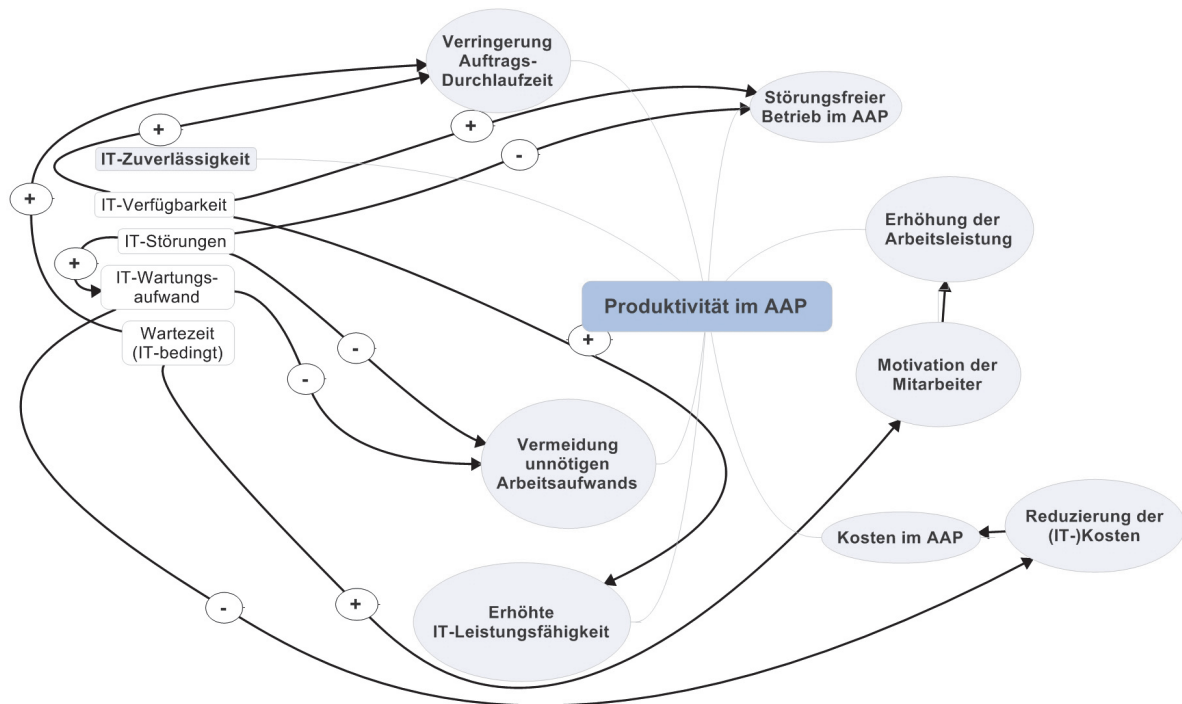 Verringerung
Auftrags-
Durchlaufzeit
Störungsfreier
Betrieb im AAP
+
+
-
IT-Zuverlässigkeit
+
IT-Verfügbarkeit
Erhöhung der
Arbeitsleistung
IT-Störungen
+
IT-Wartungs-
aufwand
Produktivität im AAP
Wartezeit
(IT-bedingt)
+
-
-
Motivation der
Mitarbeiter
Vermeidung
unnötigen
Arbeitsaufwands
Kosten im AAP
Reduzierung der
(IT-)Kosten
-
+
Erhöhte
IT-Leistungsfähigkeit